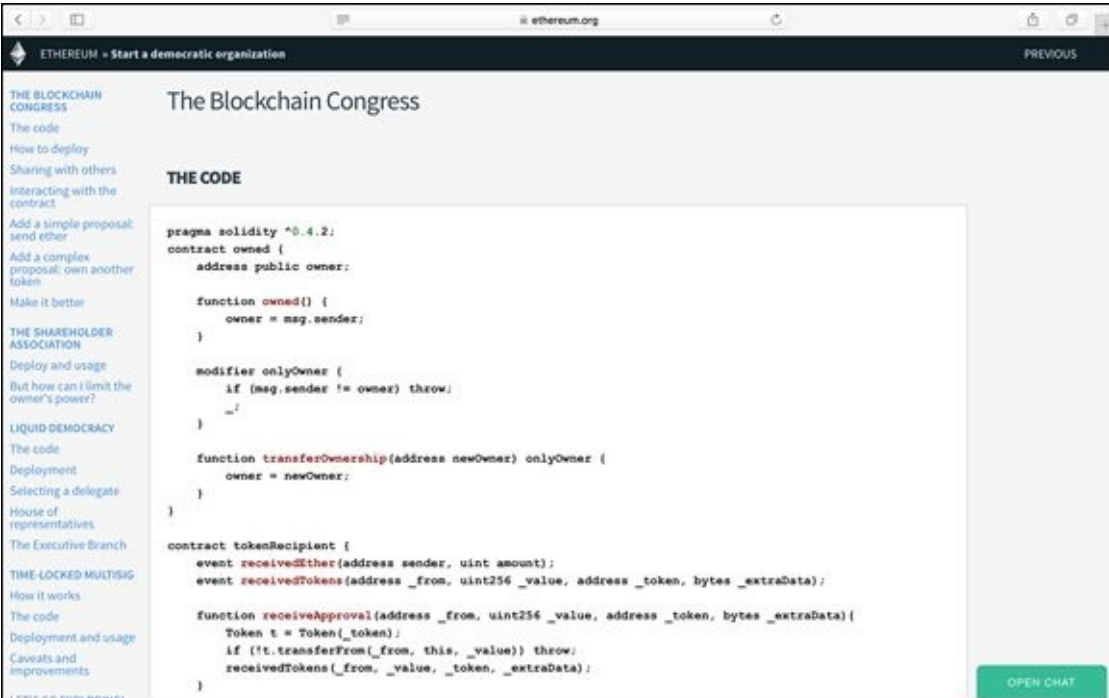 ethereum.org
ETHEREUM » Start a democratic organization
PREVIOUS
THE BLOCKCHAIN
CONGRESS
The code
How to deploy
Sharing with others
Interacting with the
contract
Add a simple proposal:
send ether
Add a complex
proposal: own another
token
Make it better
THE SHAREHOLDER
ASSOCIATION
Deploy and usage
But how can I limit the
owner's power?
LIQUID DEMOCRACY
The code
Deployment
Selecting a delegate
House of
representatives
The Executive Branch
TIME-LOCKED MULTISIG
How it works
The code
Deployment and usage
Caveats and
improvements
The Blockchain Congress
THE CODE
pragma solidity ^0.4.2;
contract owned {
address public owner;
function owned() {
owner = msg.sender;
}
modifier onlyOwner {
if (msg.sender != owner) throw;
_;
}
function transferOwnership(address newOwner) onlyOwner {
owner = newOwner;
}
}
contract tokenRecipient {
event receivedEther(address sender, uint amount);
event receivedTokens(address _from, uint256 _value, address _token, bytes _extraData);
function receiveApproval(address _from, uint256 _value, address _token, bytes _extraData){
Token t = Token(_token);
if (!t.transferFrom(_from, this, _value)) throw;
receivedTokens(_from, _value, _token, _extraData);
}
OPEN CHAT